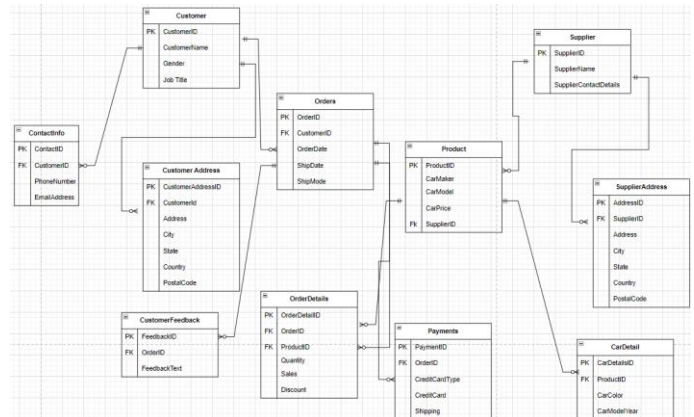 Customer
PK CustomerID
CustomerName
Gender
Job Title
ContactInfo
PK ContactID
FK CustomerID
PhoneNumber
EmailAddress
Customer Address
PK CustomerAddressID
FK CustomerId
Address
City
State
Country
PostalCode
CustomerFeedback
PK FeedbackID
FK OrderID
FeedbackText
Orders
PK OrderID
FK CustomerID
OrderDate
ShipDate
ShipMode
OrderDetails
PK OrderDetailID
FK OrderID
FK ProductID
Quantity
Sales
Discount
Product
PK ProductID
CarMaker
CarModel
CarPrice
Fk SupplierID
Payments
PK PaymentID
FK OrderID
CreditCardType
CreditCard
Shipping
Supplier
PK SupplierID
SupplierName
SupplierContactDetails
SupplierAddress
PK AddressID
Fk SupplierID
Address
City
State
Country
PostalCode
CarDetail
PK CarDetailsID
FK ProductID
CarColor
CarModelYear